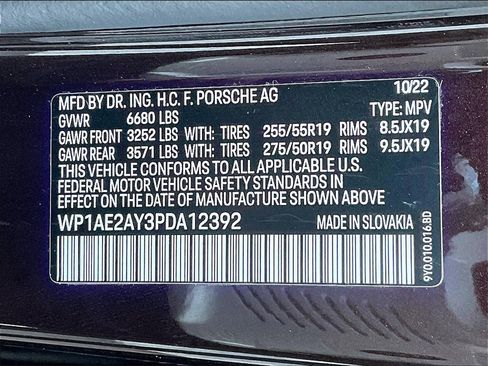 MFD BY DR. ING. H.C. F. PORSCHE AG 10/22
GVWR 6680 LBS TYPE: MPV
GAWR FRONT 3252 LBS WITH: TIRES 255/55R19 RIMS 8.5JX19
GAWR REAR 3571 LBS WITH: TIRES 275/50R19 RIMS 9.5JX19
THIS VEHICLE CONFORMS TO ALL APPLICABLE U.S.
FEDERAL MOTOR VEHICLE SAFETY STANDARDS IN
EFFECT ON THE DATE OF MANUFACTURE SHOWN ABOVE
WP1AE2AY3PDA12392 MADE IN SLOVAKIA
9Y0.010.016.BD